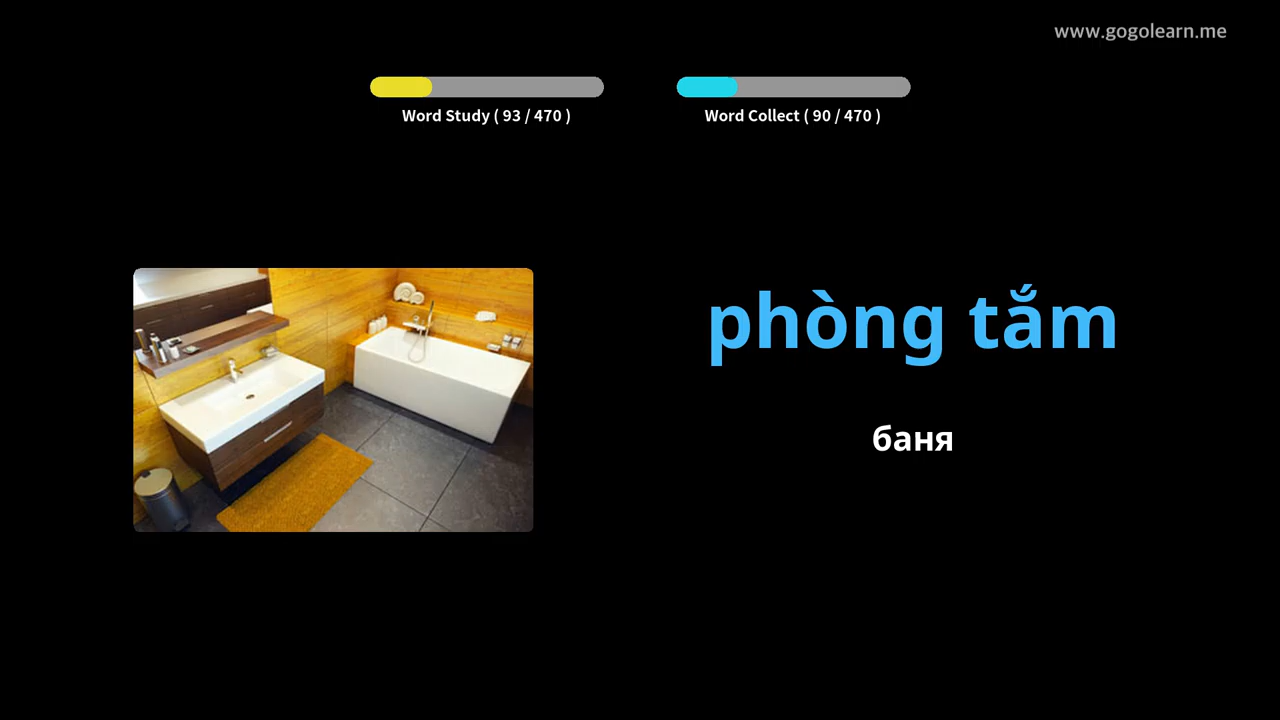 www.gogolearn.me
Word Study ( 93 / 470 )
Word Collect ( 90 / 470 )
phòng tắm
баня